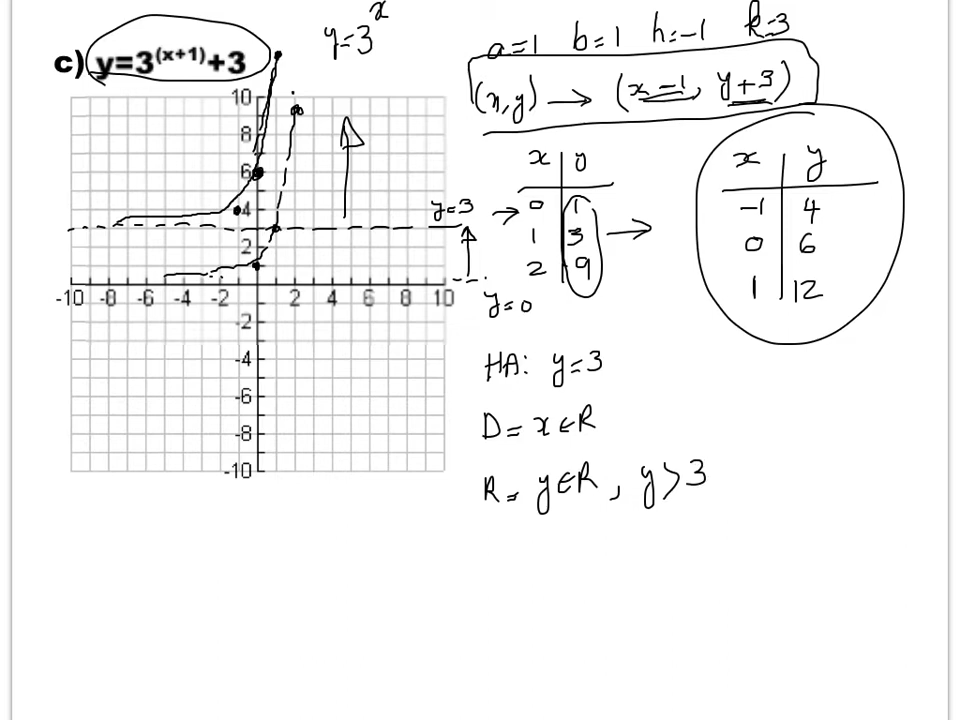 y=3^x
a=1 b=1 h=-1 k=3
c) y=3^(x+1)+3
(x,y) → (x-1, y+3)
x | y
0 | 1
1 | 3
2 | 9
→
→
x | y
-1 | 4
0 | 6
1 | 12
10
8
6
4
2
y=3
-10 -8 -6 -4 -2 2 4 6 8 10
y=0
-2
-4
-6
-8
-10
HA: y=3
D= x∈R
R= y∈R, y>3